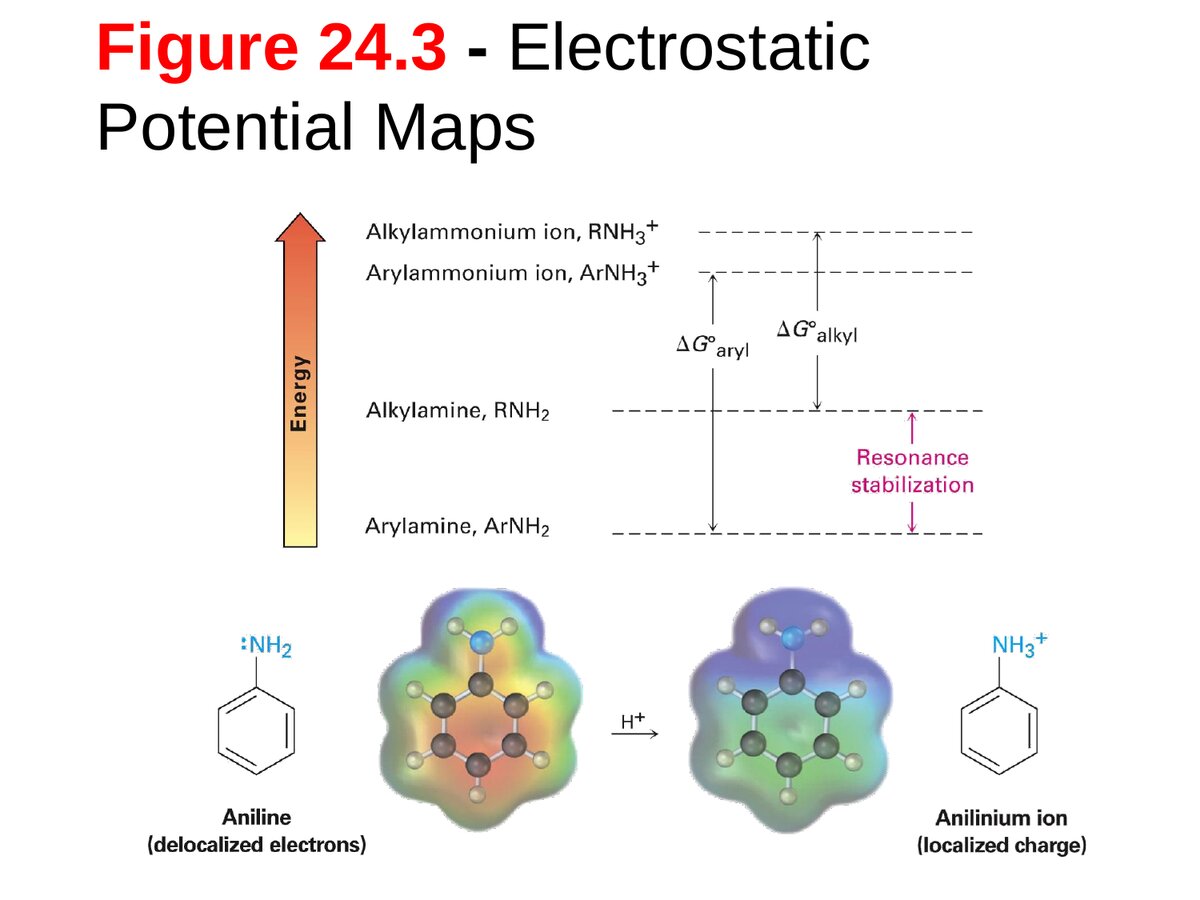 Figure 24.3 - Electrostatic
Potential Maps
Energy
Alkylammonium ion, RNH₃⁺
Arylammonium ion, ArNH₃⁺
ΔG°aryl
ΔG°alkyl
Alkylamine, RNH₂
Resonance
stabilization
Arylamine, ArNH₂
:NH₂
H⁺
NH₃⁺
Aniline
(delocalized electrons)
Anilinium ion
(localized charge)